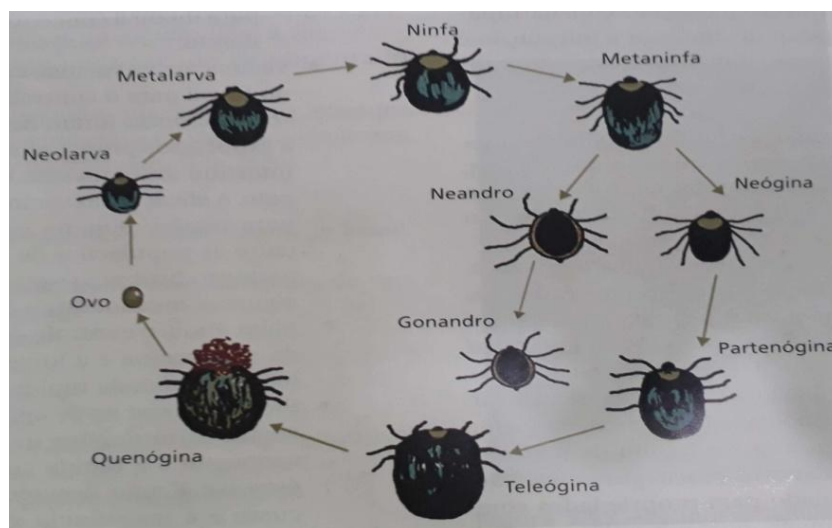 Ninfa
Metalarva
Metaninfa
Neolarva
Neandro
Neógina
Ovo
Gonandro
Partenógina
Quenógina
Teleógina